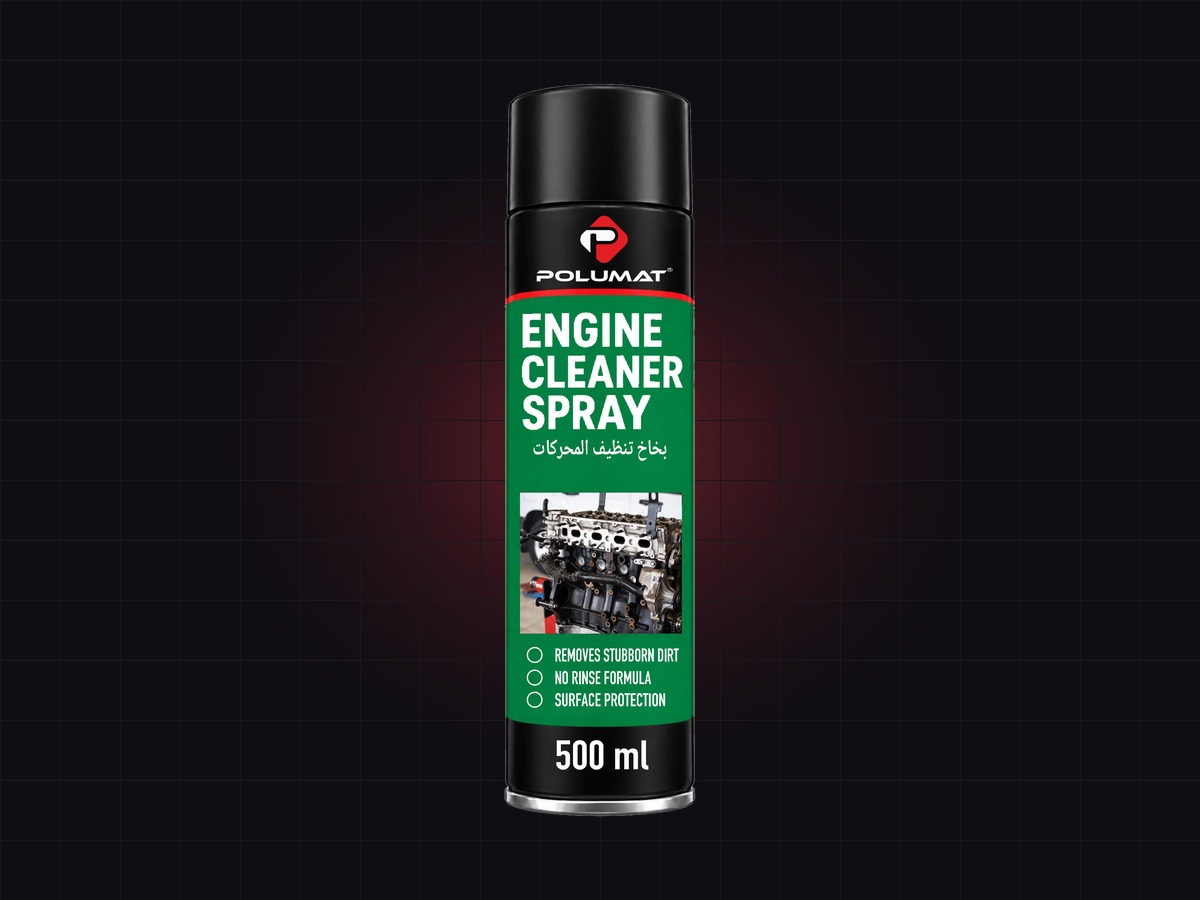 POLUMAT®
ENGINE
CLEANER
SPRAY
بخاخ تنظيف المحركات
REMOVES STUBBORN DIRT
NO RINSE FORMULA
SURFACE PROTECTION
500 ml